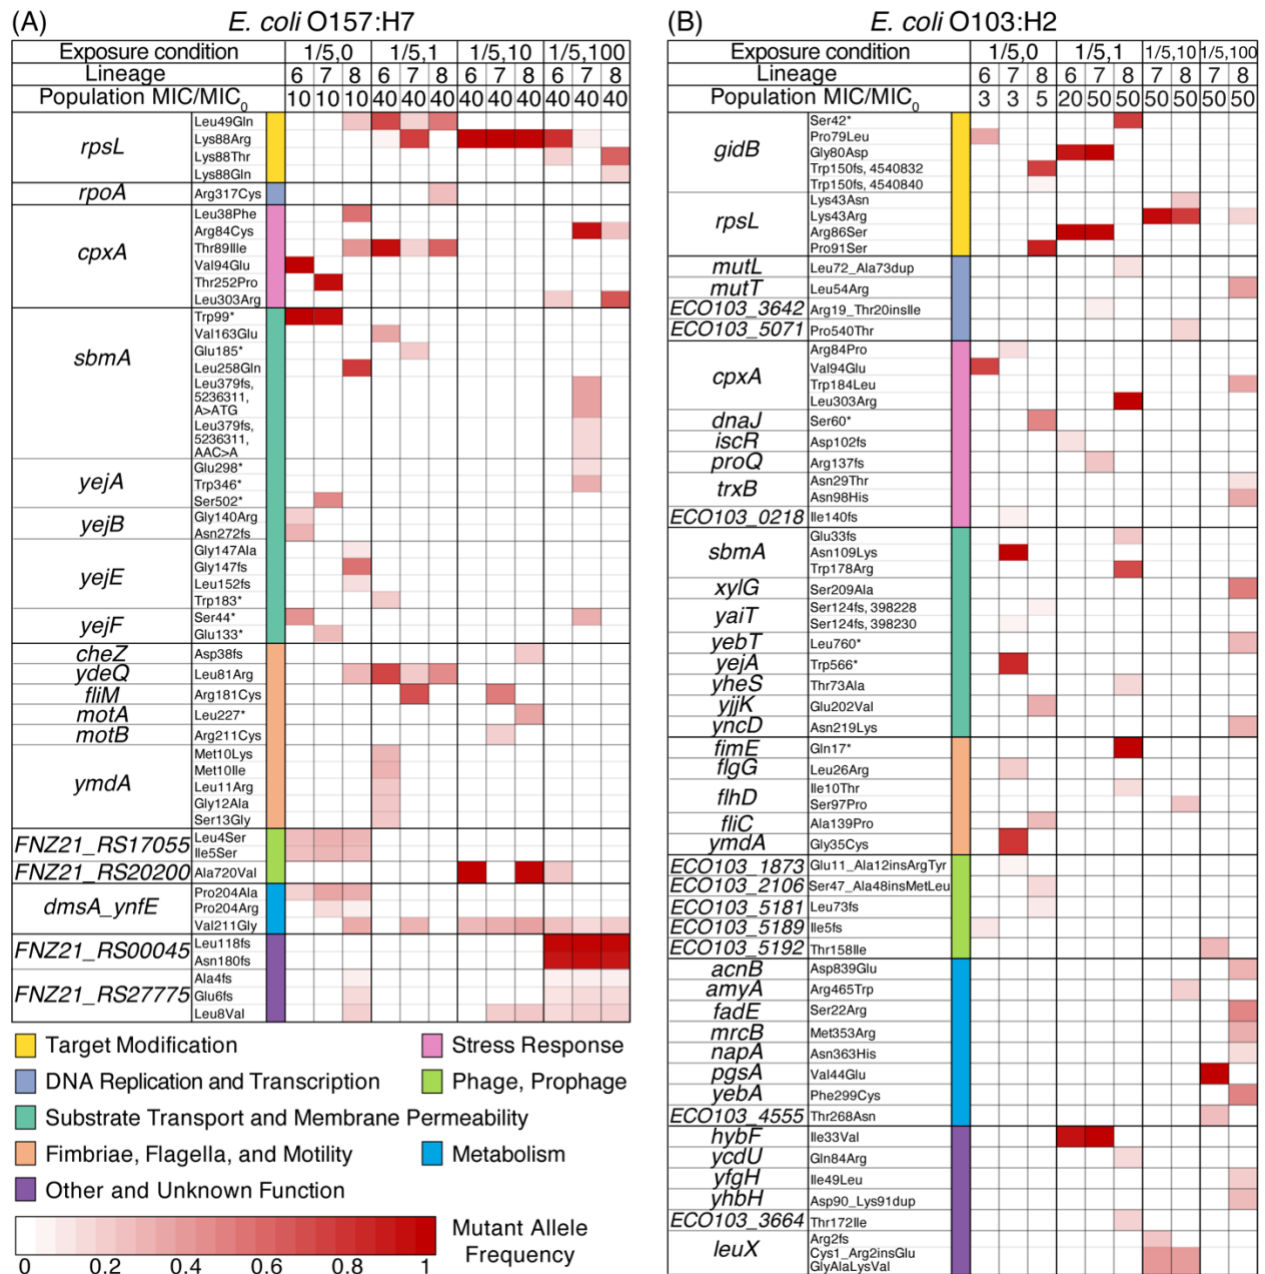 (A) E. coli O157:H7
Exposure condition 1/5,0 1/5,1 1/5,10 1/5,100
Lineage 6 7 8 6 7 8 6 7 8 6 7 8
Population MIC/MIC0 10 10 10 40 40 40 40 40 40 40 40 40
rpsL
Leu49Gln
Lys88Arg
Lys88Thr
Lys88Gln
rpoA Arg317Cys
cpxA
Leu38Phe
Arg84Cys
Thr89Ile
Val94Glu
Thr252Pro
Leu303Arg
sbmA
Trp99*
Val163Glu
Glu185*
Leu258Gln
Leu379fs,
5236311,
A>ATG
Leu379fs,
5236311,
AAC>A
yejA
Glu298*
Trp346*
Ser502*
yejB
Gly140Arg
Asn272fs
yejE
Gly147Ala
Gly147fs
Leu152fs
Trp183*
yejF
Ser44*
Glu133*
cheZ Asp38fs
ydeQ Leu81Arg
fliM Arg181Cys
motA Leu227*
motB Arg211Cys
ymdA
Met10Lys
Met10Ile
Leu11Arg
Gly12Ala
Ser13Gly
FNZ21_RS17055
Leu4Ser
Ile5Ser
FNZ21_RS20200 Ala720Val
dmsA_ynfE
Pro204Ala
Pro204Arg
Val211Gly
FNZ21_RS00045
Leu118fs
Asn180fs
FNZ21_RS27775
Ala4fs
Glu6fs
Leu8Val
Target Modification
Stress Response
DNA Replication and Transcription
Phage, Prophage
Substrate Transport and Membrane Permeability
Fimbriae, Flagella, and Motility
Metabolism
Other and Unknown Function
Mutant Allele
Frequency
0 0.2 0.4 0.6 0.8 1
(B) E. coli O103:H2
Exposure condition 1/5,0 1/5,1 1/5,10 1/5,100
Lineage 6 7 8 6 7 8 7 8 7 8
Population MIC/MIC0 3 3 5 20 50 50 50 50 50 50
gidB
Ser42*
Pro79Leu
Gly80Asp
Trp150fs, 4540832
Trp150fs, 4540840
rpsL
Lys43Asn
Lys43Arg
Arg86Ser
Pro91Ser
mutL Leu72_Ala73dup
mutT Leu54Arg
ECO103_3642 Arg19_Thr20insIle
ECO103_5071 Pro540Thr
cpxA
Arg84Pro
Val94Glu
Trp184Leu
Leu303Arg
dnaJ Ser60*
iscR Asp102fs
proQ Arg137fs
trxB
Asn29Thr
Asn98His
ECO103_0218 Ile140fs
sbmA
Glu33fs
Asn109Lys
Trp178Arg
xylG Ser209Ala
yaiT
Ser124fs, 398228
Ser124fs, 398230
yebT Leu760*
yejA Trp566*
yheS Thr73Ala
yjjK Glu202Val
yncD Asn219Lys
fimE Gln17*
flgG Leu26Arg
flhD
Ile10Thr
Ser97Pro
fliC Ala139Pro
ymdA Gly35Cys
ECO103_1873 Glu11_Ala12insArgTyr
ECO103_2106 Ser47_Ala48insMetLeu
ECO103_5181 Leu73fs
ECO103_5189 Ile5fs
ECO103_5192 Thr158Ile
acnB Asp839Glu
amyA Arg465Trp
fadE Ser22Arg
mrcB Met353Arg
napA Asn363His
pgsA Val44Glu
yebA Phe299Cys
ECO103_4555 Thr268Asn
hybF Ile33Val
ycdU Gln84Arg
yfgH Ile49Leu
yhbH Asp90_Lys91dup
ECO103_3664 Thr172Ile
leuX
Arg2fs
Cys1_Arg2insGlu
GlyAlaLysVal